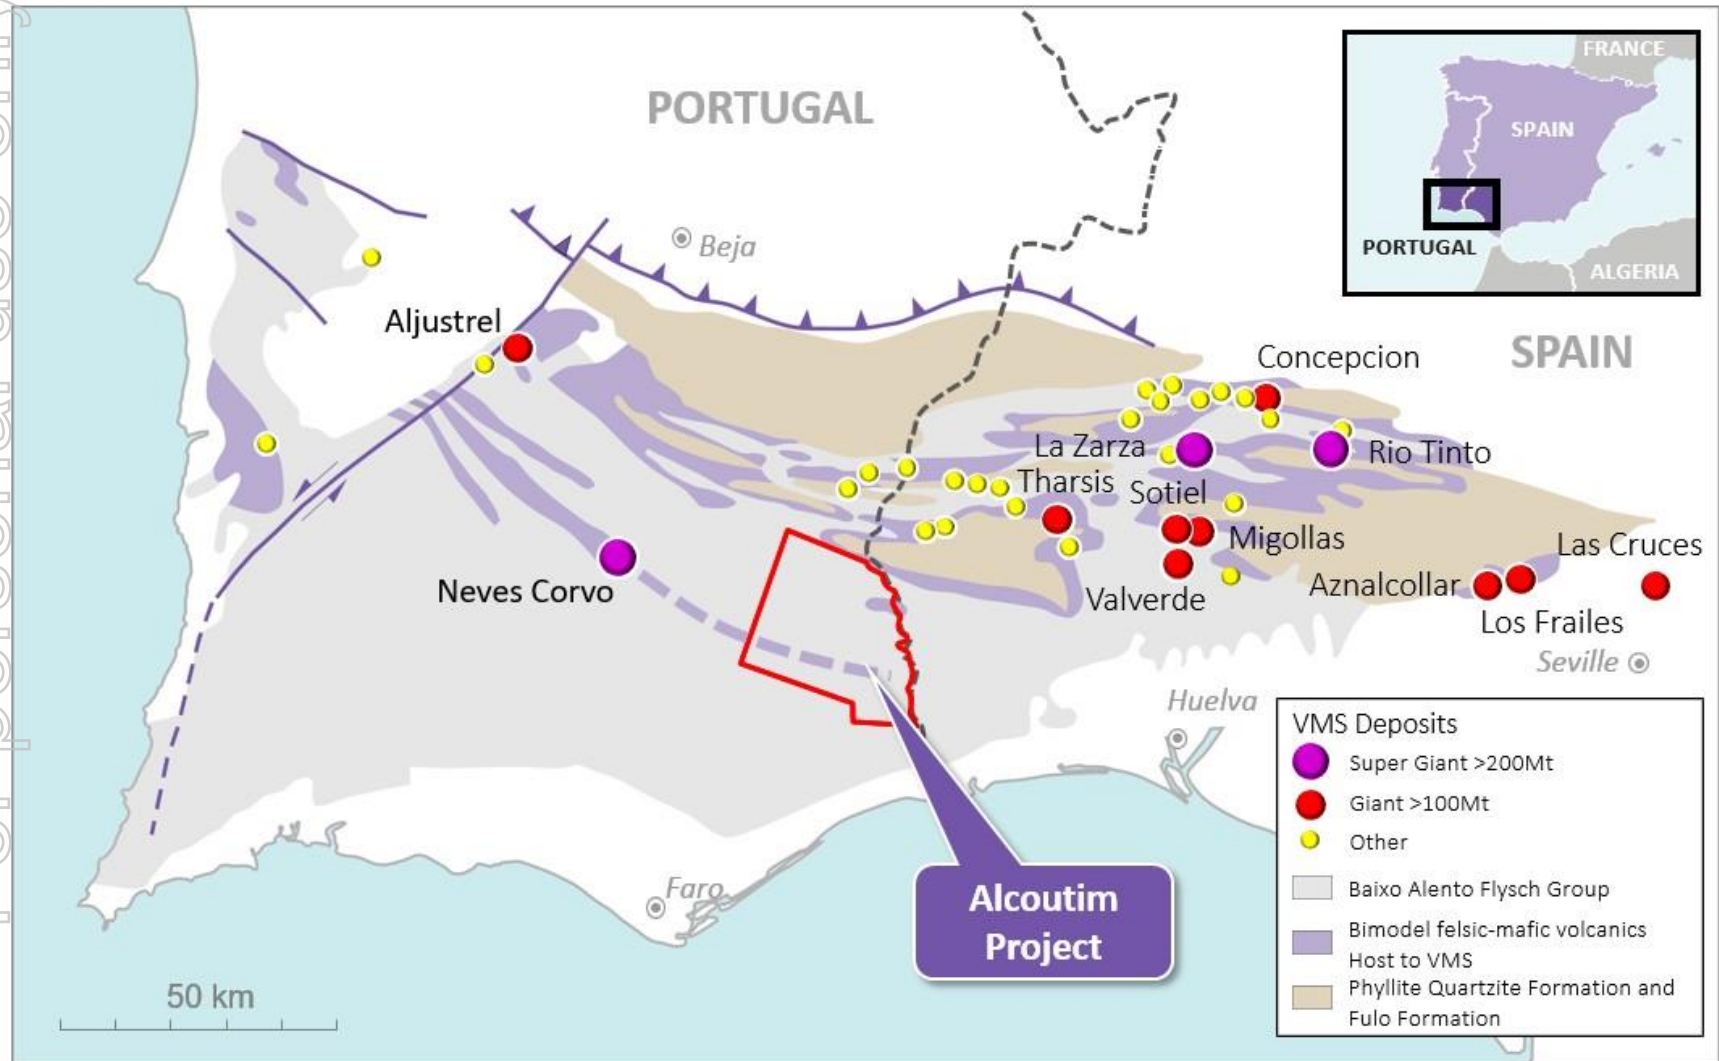 PORTUGAL
Beja
Aljustrel
Neves Corvo
Concepcion
SPAIN
La Zarza
Rio Tinto
Tharsis
Sotiel
Migollas
Las Cruces
Valverde
Aznalcollar
Los Frailes
Seville
Huelva
Faro
Alcoutim
Project
50 km
FRANCE
SPAIN
PORTUGAL
ALGERIA
VMS Deposits
Super Giant >200Mt
Giant >100Mt
Other
Baixo Alento Flysch Group
Bimodel felsic-mafic volcanics
Host to VMS
Phyllite Quartzite Formation and
Fulo Formation